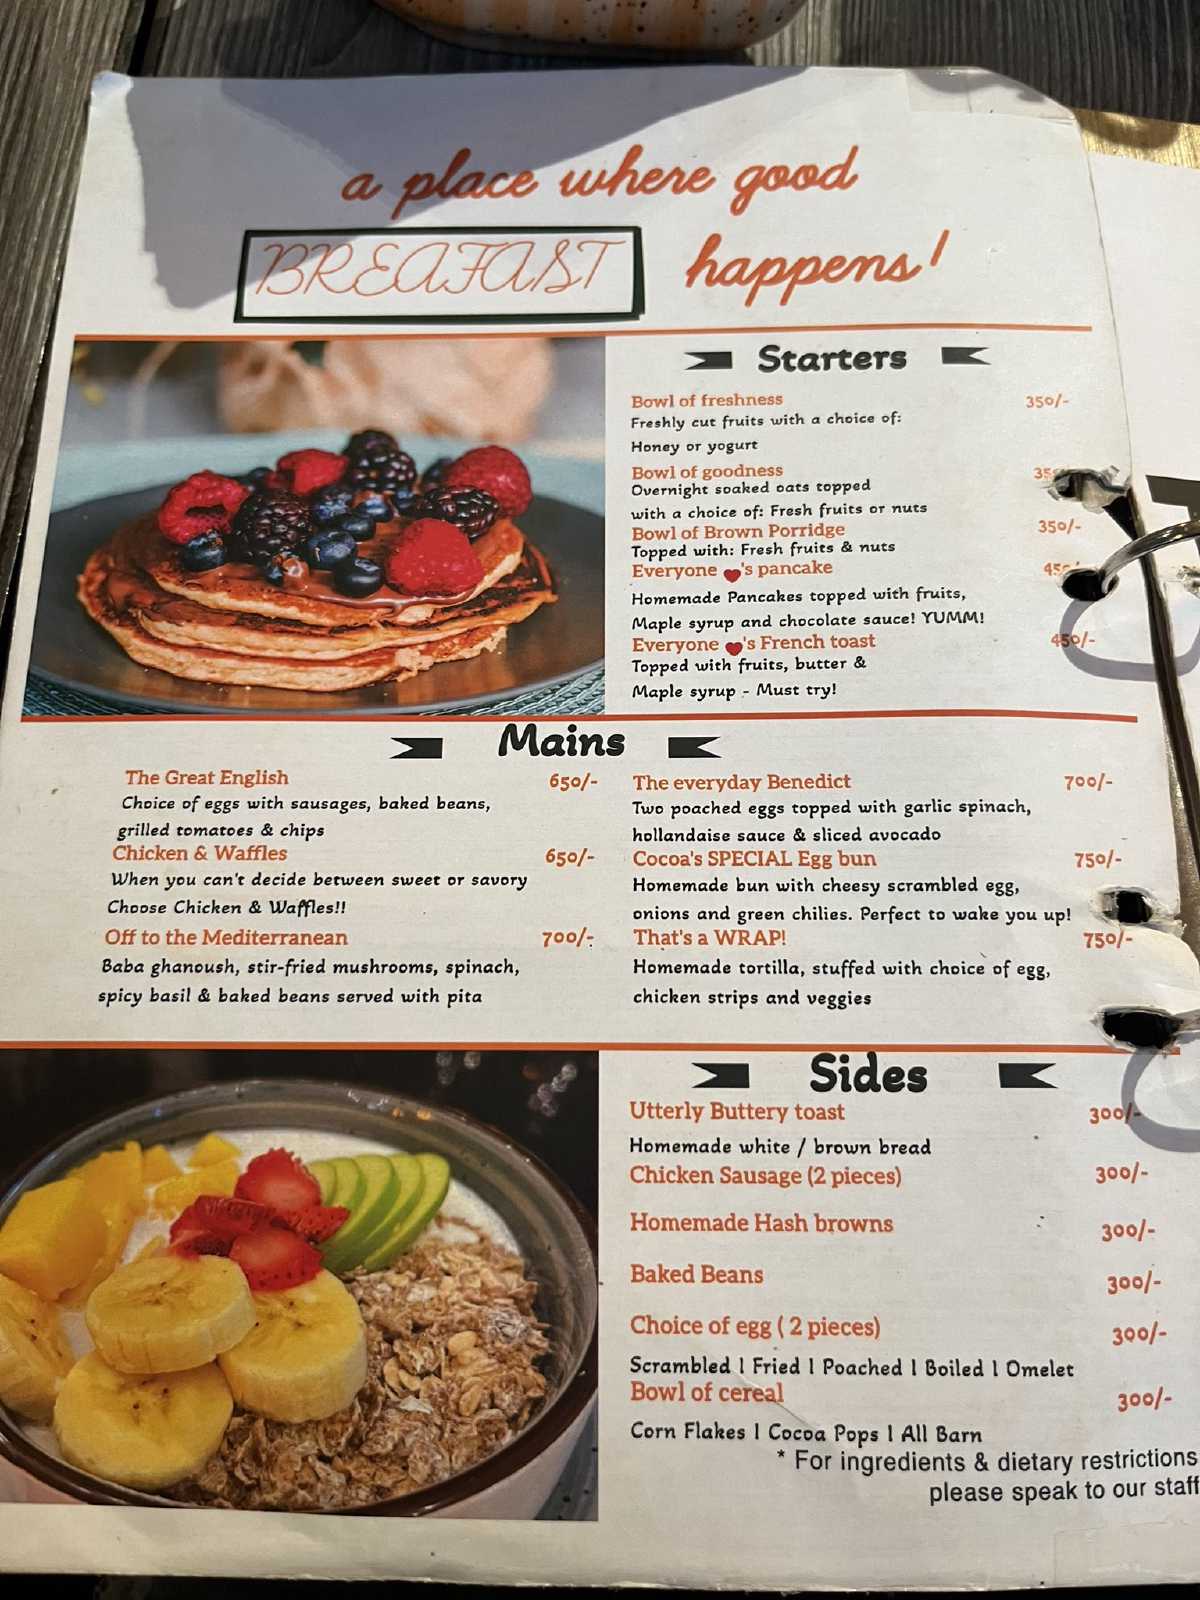 a place where good
BREAFAST happens!
Starters
Bowl of freshness 350/-
Freshly cut fruits with a choice of:
Honey or yogurt
Bowl of goodness
Overnight soaked oats topped
with a choice of: Fresh fruits or nuts
Bowl of Brown Porridge 350/-
Topped with: Fresh fruits & nuts
Everyone ❤'s pancake
Homemade Pancakes topped with fruits,
Maple syrup and chocolate sauce! YUMM!
Everyone ❤'s French toast 450/-
Topped with fruits, butter &
Maple syrup - Must try!
Mains
The Great English 650/-
Choice of eggs with sausages, baked beans,
grilled tomatoes & chips
Chicken & Waffles 650/-
When you can't decide between sweet or savory
Choose Chicken & Waffles!!
Off to the Mediterranean 700/-
Baba ghanoush, stir-fried mushrooms, spinach,
spicy basil & baked beans served with pita
The everyday Benedict 700/-
Two poached eggs topped with garlic spinach,
hollandaise sauce & sliced avocado
Cocoa's SPECIAL Egg bun 750/-
Homemade bun with cheesy scrambled egg,
onions and green chilies. Perfect to wake you up!
That's a WRAP! 750/-
Homemade tortilla, stuffed with choice of egg,
chicken strips and veggies
Sides
Utterly Buttery toast 300/-
Homemade white / brown bread
Chicken Sausage (2 pieces) 300/-
Homemade Hash browns 300/-
Baked Beans 300/-
Choice of egg ( 2 pieces) 300/-
Scrambled l Fried l Poached l Boiled l Omelet
Bowl of cereal 300/-
Corn Flakes l Cocoa Pops l All Barn
* For ingredients & dietary restrictions
please speak to our staff